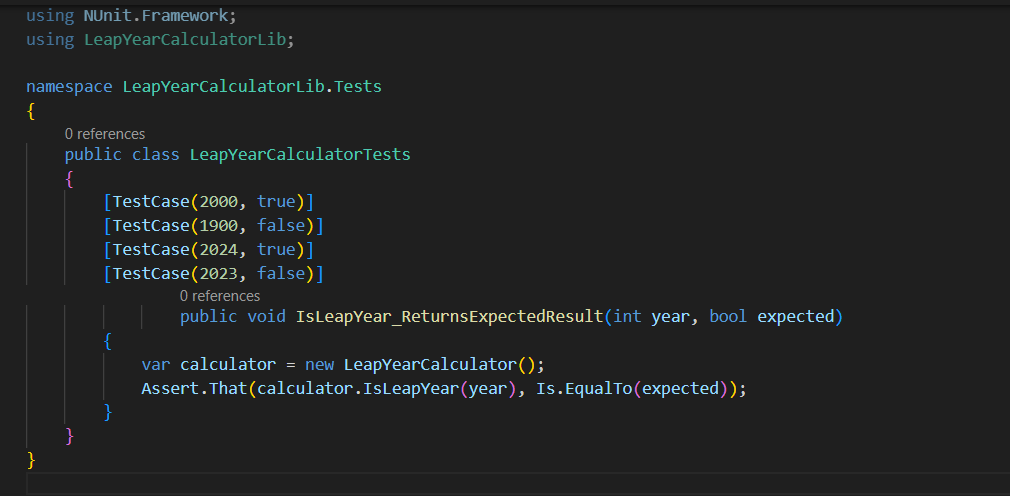 using NUnit.Framework;
using LeapYearCalculatorLib;
namespace LeapYearCalculatorLib.Tests
{
0 references
public class LeapYearCalculatorTests
{
[TestCase(2000, true)]
[TestCase(1900, false)]
[TestCase(2024, true)]
[TestCase(2023, false)]
0 references
public void IsLeapYear_ReturnsExpectedResult(int year, bool expected)
{
var calculator = new LeapYearCalculator();
Assert.That(calculator.IsLeapYear(year), Is.EqualTo(expected));
}
}
}